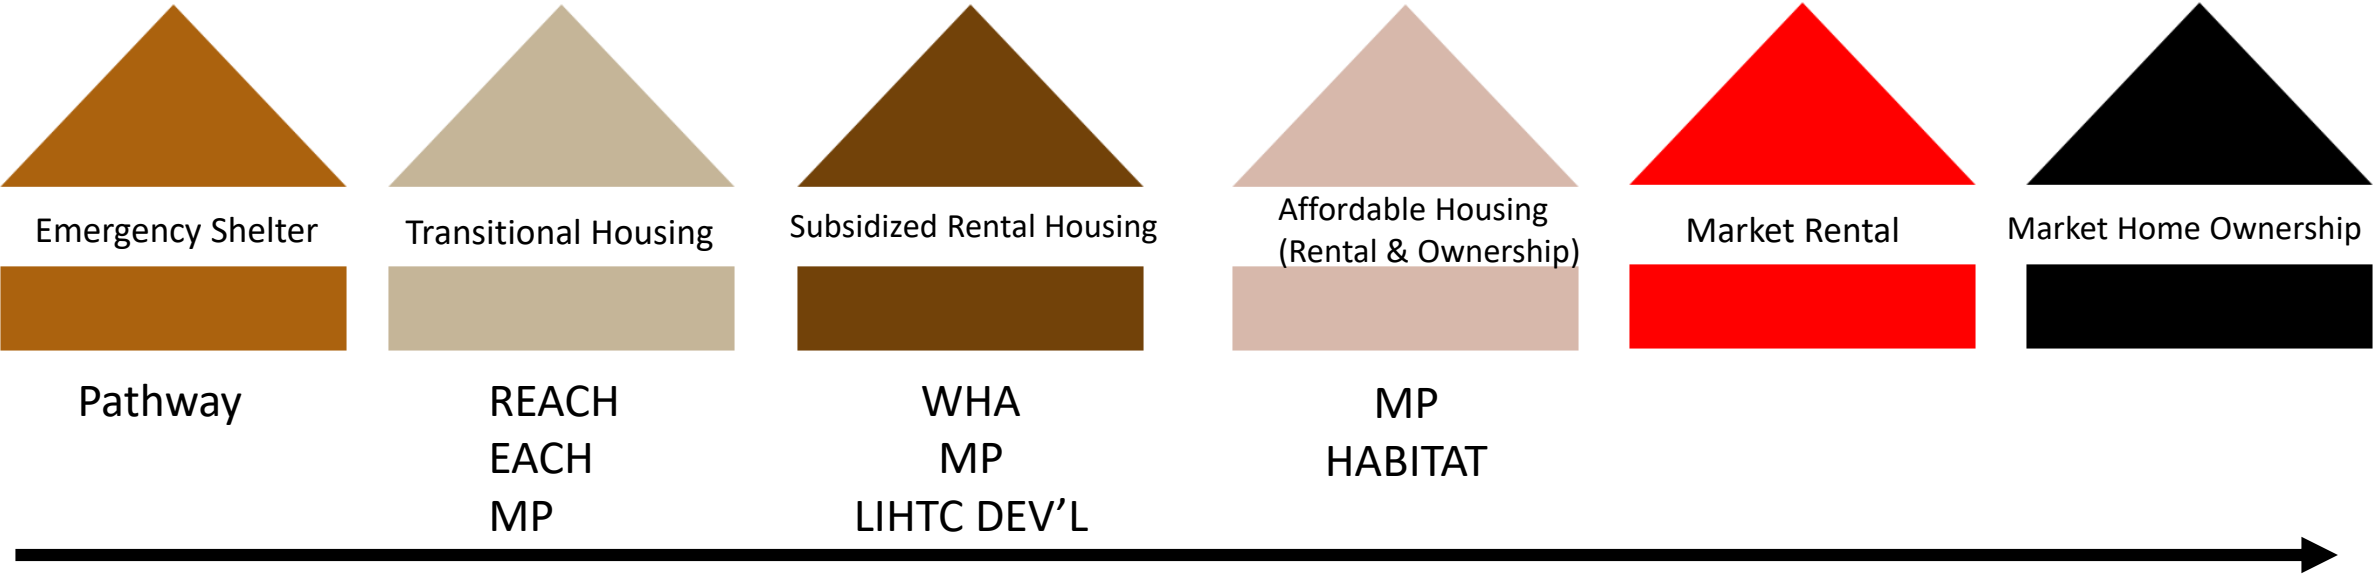 Emergency Shelter
Transitional Housing
Subsidized Rental Housing
Affordable Housing
(Rental & Ownership)
Market Rental
Market Home Ownership
Pathway
REACH
EACH
MP
WHA
MP
LIHTC DEV’L
MP
HABITAT